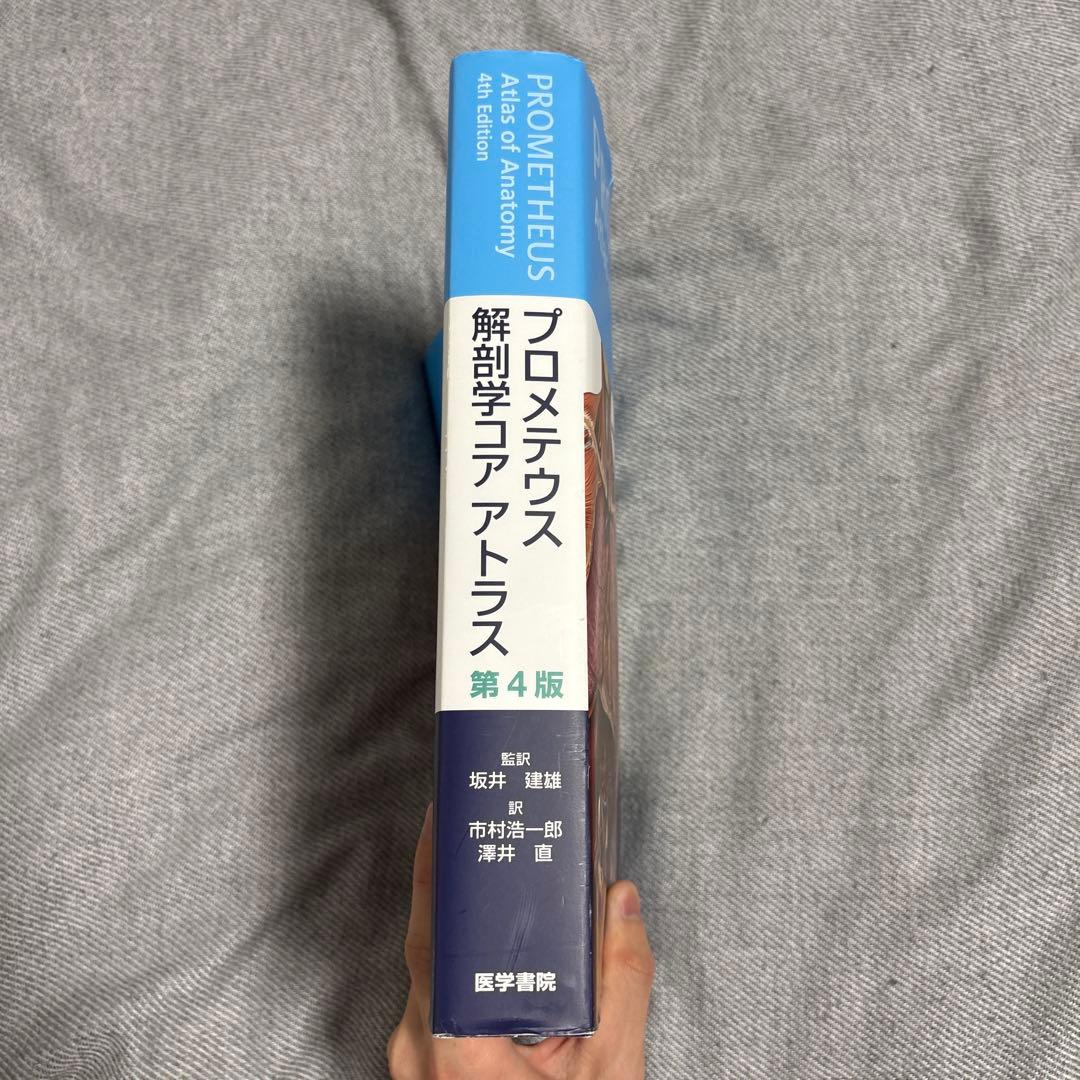 PROMETHEUS
Atlas of Anatomy
4th Edition
プロメテウス
解剖学コア アトラス
第4版
監訳
坂井 建雄
訳
市村浩一郎
澤井 直
医学書院